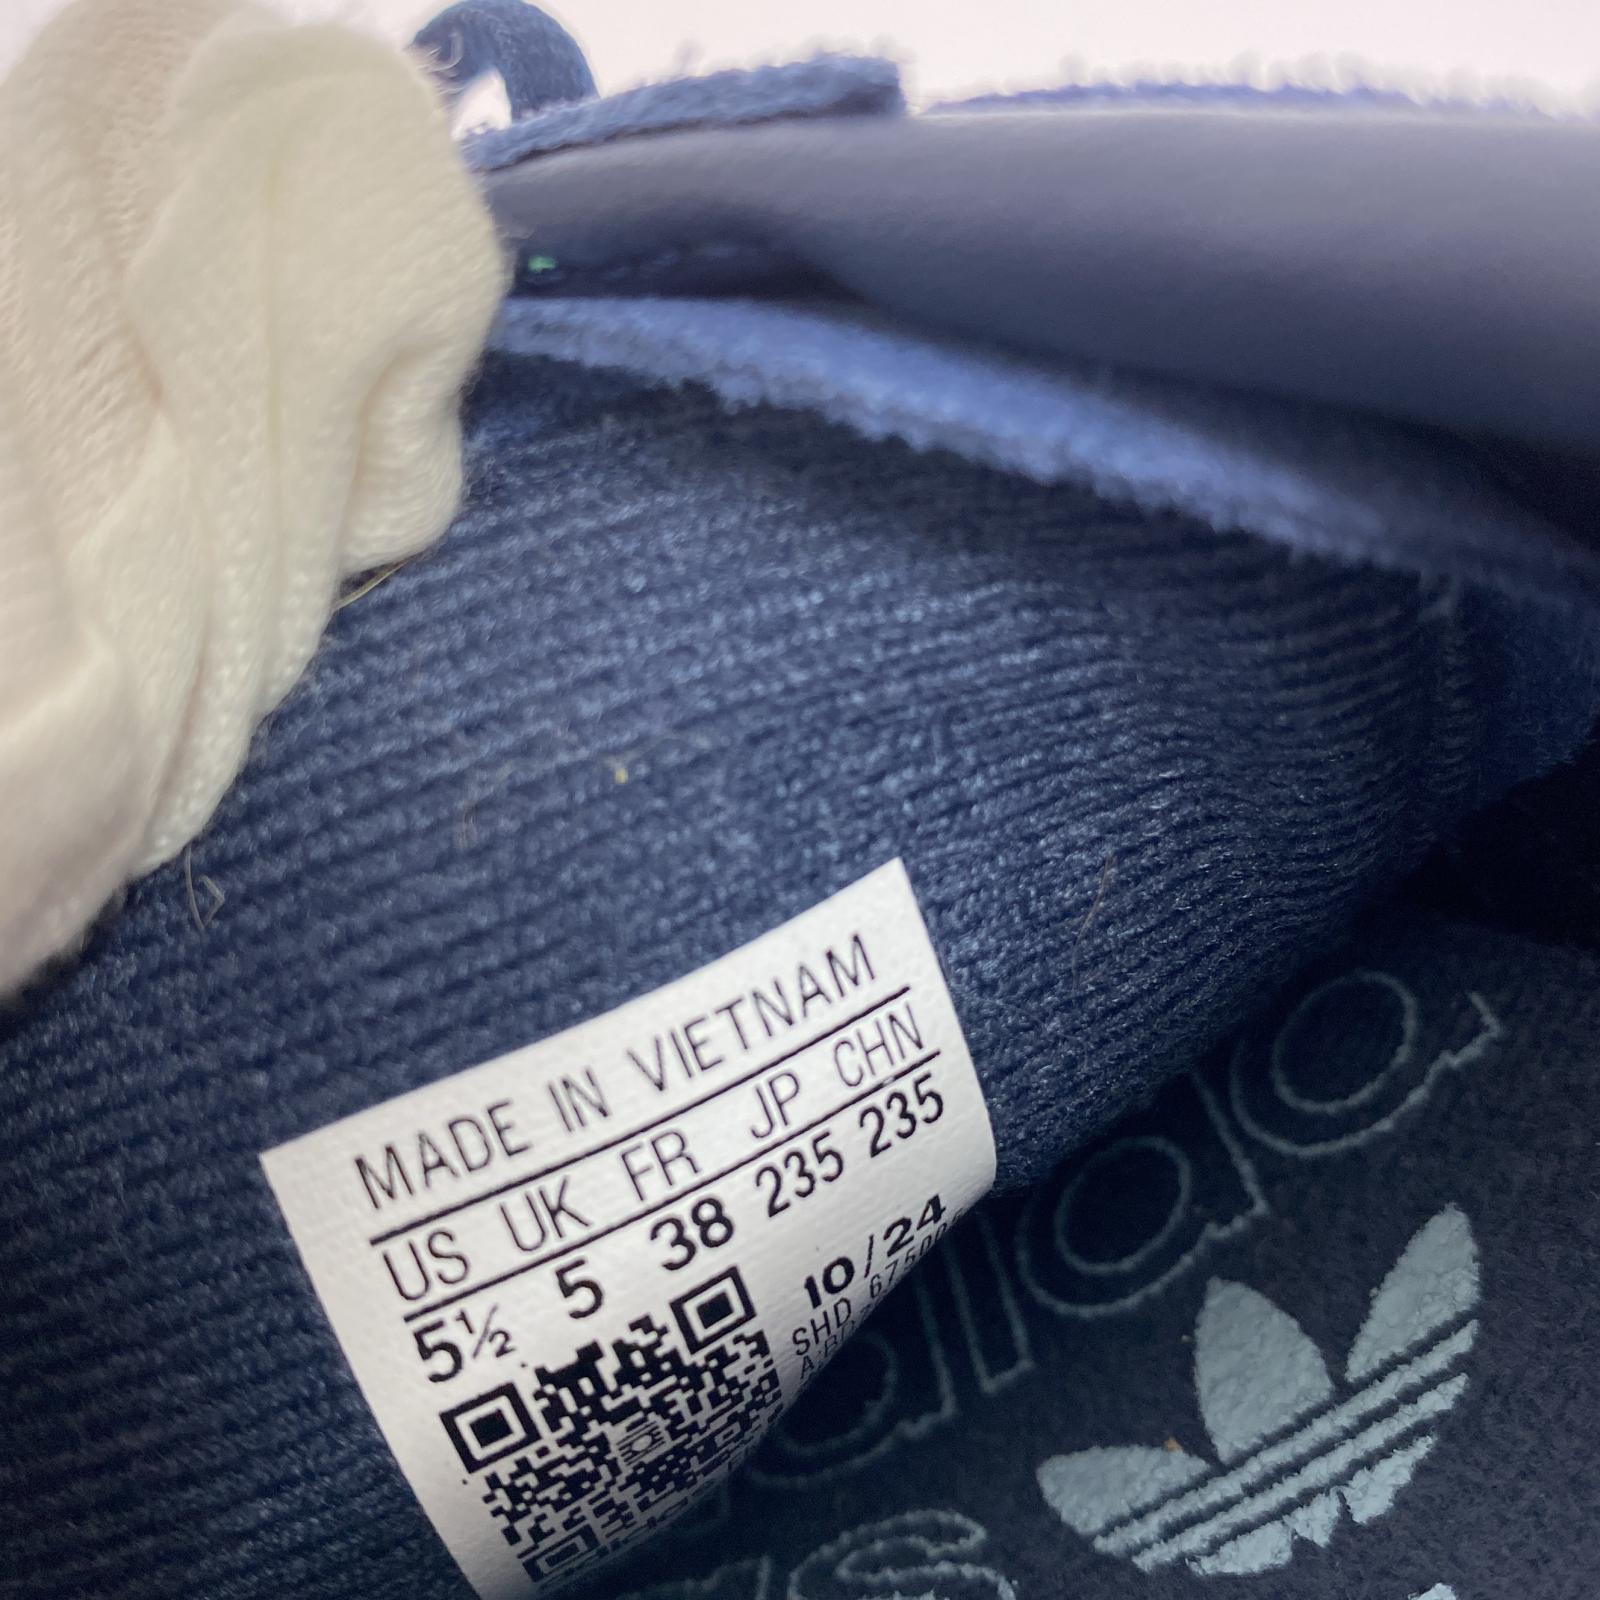 MADE IN VIETNAM
US UK FR JP CHN
5½ 5 38 235 235
10/24
SHD